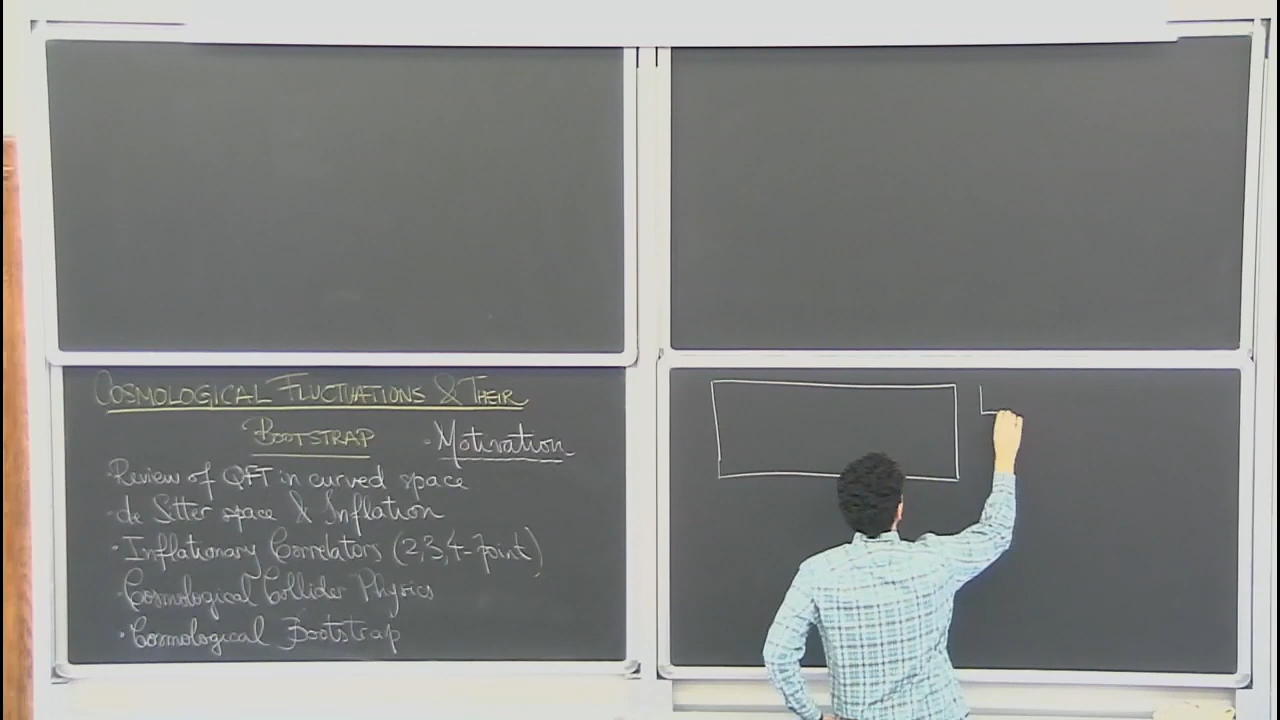 COSMOLOGICAL FLUCTUATIONS & THEIR
BOOTSTRAP
· Motivation
· Review of QFT in curved space
· de Sitter space & Inflation
· Inflationary Correlators (2,3,4-Point)
· Cosmological Collider Physics
· Cosmological Bootstrap